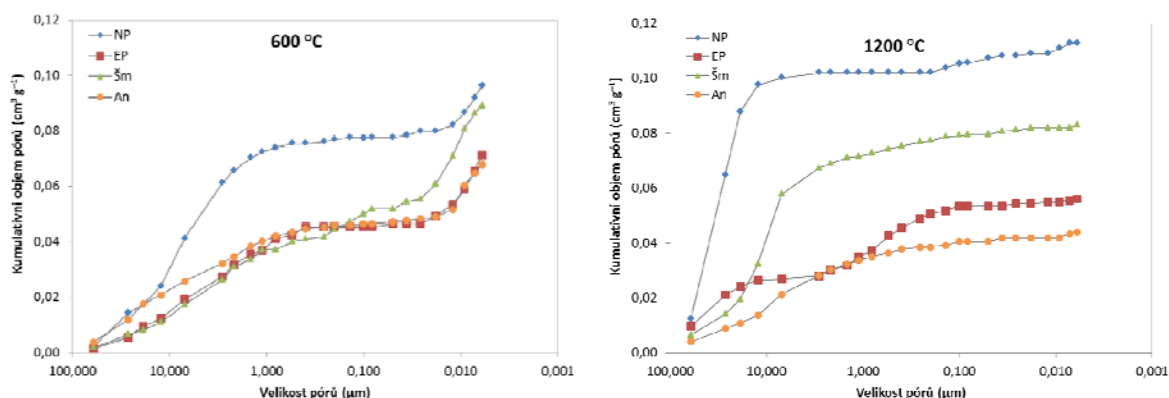 600 °C
NP
EP
Šm
An
Kumulativní objem pórů (cm³ g⁻¹)
0,12
0,10
0,08
0,06
0,04
0,02
0,00
100,000 10,000 1,000 0,100 0,010 0,001
Velikost pórů (µm)
1200 °C
NP
EP
Šm
An
Kumulativní objem pórů (cm³ g⁻¹)
0,12
0,10
0,08
0,06
0,04
0,02
0,00
100,000 10,000 1,000 0,100 0,010 0,001
Velikost pórů (µm)